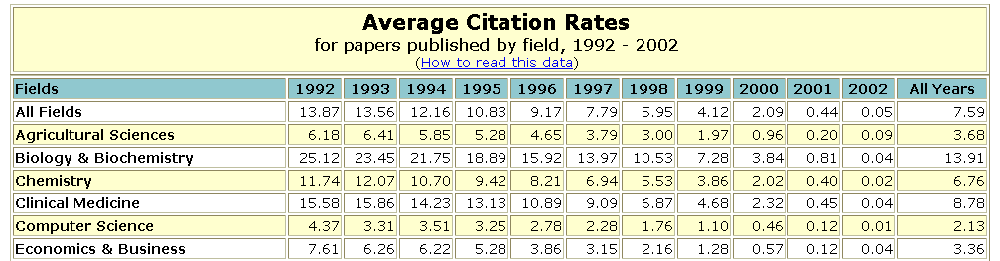 Average Citation Rates
for papers published by field, 1992 - 2002
(How to read this data)
Fields 1992 1993 1994 1995 1996 1997 1998 1999 2000 2001 2002 All Years
All Fields 13.87 13.56 12.16 10.83 9.17 7.79 5.95 4.12 2.09 0.44 0.05 7.59
Agricultural Sciences 6.18 6.41 5.85 5.28 4.65 3.79 3.00 1.97 0.96 0.20 0.09 3.68
Biology & Biochemistry 25.12 23.45 21.75 18.89 15.92 13.97 10.53 7.28 3.84 0.81 0.04 13.91
Chemistry 11.74 12.07 10.70 9.42 8.21 6.94 5.53 3.86 2.02 0.40 0.02 6.76
Clinical Medicine 15.58 15.86 14.23 13.13 10.89 9.09 6.87 4.68 2.32 0.45 0.04 8.78
Computer Science 4.37 3.31 3.51 3.25 2.78 2.28 1.76 1.10 0.46 0.12 0.01 2.13
Economics & Business 7.61 6.26 6.22 5.28 3.86 3.15 2.16 1.28 0.57 0.12 0.04 3.36